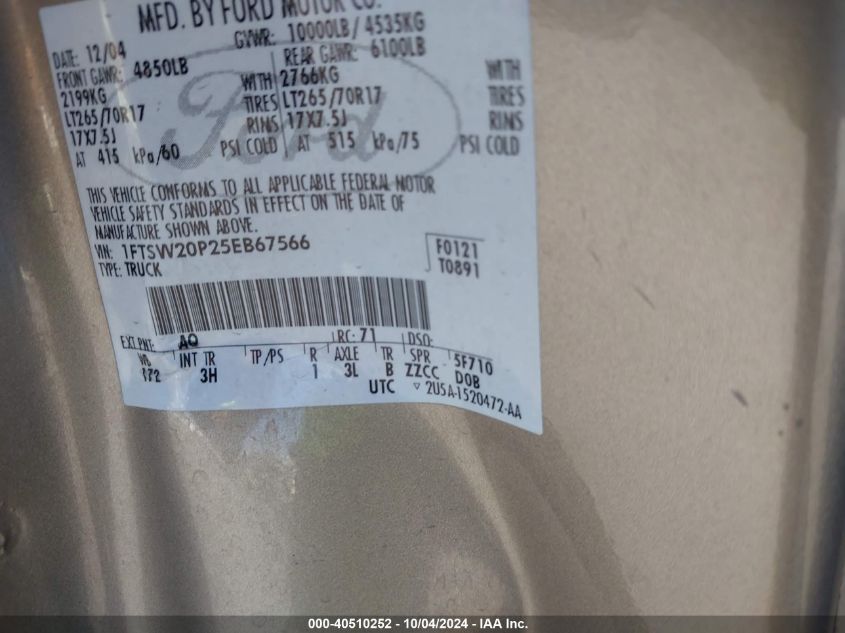 MFD. BY FORD MOTOR CO.
DATE: 12/04 GVWR: 10000LB/ 4535KG
FRONT GAWR: 4850LB REAR GAWR: 6100LB
2199KG WITH 2766KG WITH
LT265/70R17 TIRES LT265/70R17 TIRES
17X7.5J RIMS 17X7.5J RIMS
AT 415 kPa/60 PSI COLD AT 515 kPa/75 PSI COLD
Ford
THIS VEHICLE CONFORMS TO ALL APPLICABLE FEDERAL MOTOR
VEHICLE SAFETY STANDARDS IN EFFECT ON THE DATE OF
MANUFACTURE SHOWN ABOVE.
VIN: 1FTSW20P25EB67566 F0121
TYPE: TRUCK T0891
EXT PNT: AQ RC: 71 DSO:
WB INT TR TP/PS R AXLE TR SPR 5F710
172 3H 1 3L B ZZCC DOB
UTC ▽ 2U5A-1520472-AA
000-40510252 - 10/04/2024 - IAA Inc.